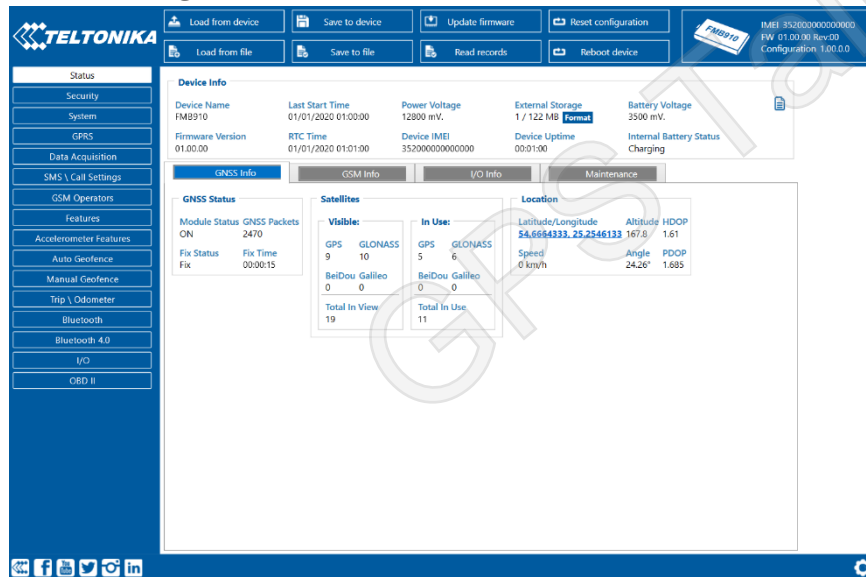 TELTONIKA
Load from device Save to device Update firmware Reset configuration
Load from file Save to file Read records Reboot device
FMB910
IMEI 352000000000000
FW 01.00.00 Rev:00
Configuration 1.00.0.0
Status
Security
System
GPRS
Data Acquisition
SMS \ Call Settings
GSM Operators
Features
Accelerometer Features
Auto Geofence
Manual Geofence
Trip \ Odometer
Bluetooth
Bluetooth 4.0
I/O
OBD II
Device Info
Device Name Last Start Time Power Voltage External Storage Battery Voltage
FMB910 01/01/2020 01:00:00 12800 mV. 1 / 122 MB Format 3500 mV.
Firmware Version RTC Time Device IMEI Device Uptime Internal Battery Status
01.00.00 01/01/2020 01:01:00 352000000000000 00:01:00 Charging
GNSS Info GSM Info I/O Info Maintenance
GNSS Status
Module Status GNSS Packets
ON 2470
Fix Status Fix Time
Fix 00:00:15
Satellites
Visible:
GPS GLONASS
9 10
BeiDou Galileo
0 0
Total In View
19
In Use:
GPS GLONASS
5 6
BeiDou Galileo
0 0
Total In Use
11
Location
Latitude/Longitude Altitude HDOP
54.6664333, 25.2546133 167.8 1.61
Speed Angle PDOP
0 km/h 24.26° 1.685
GPS